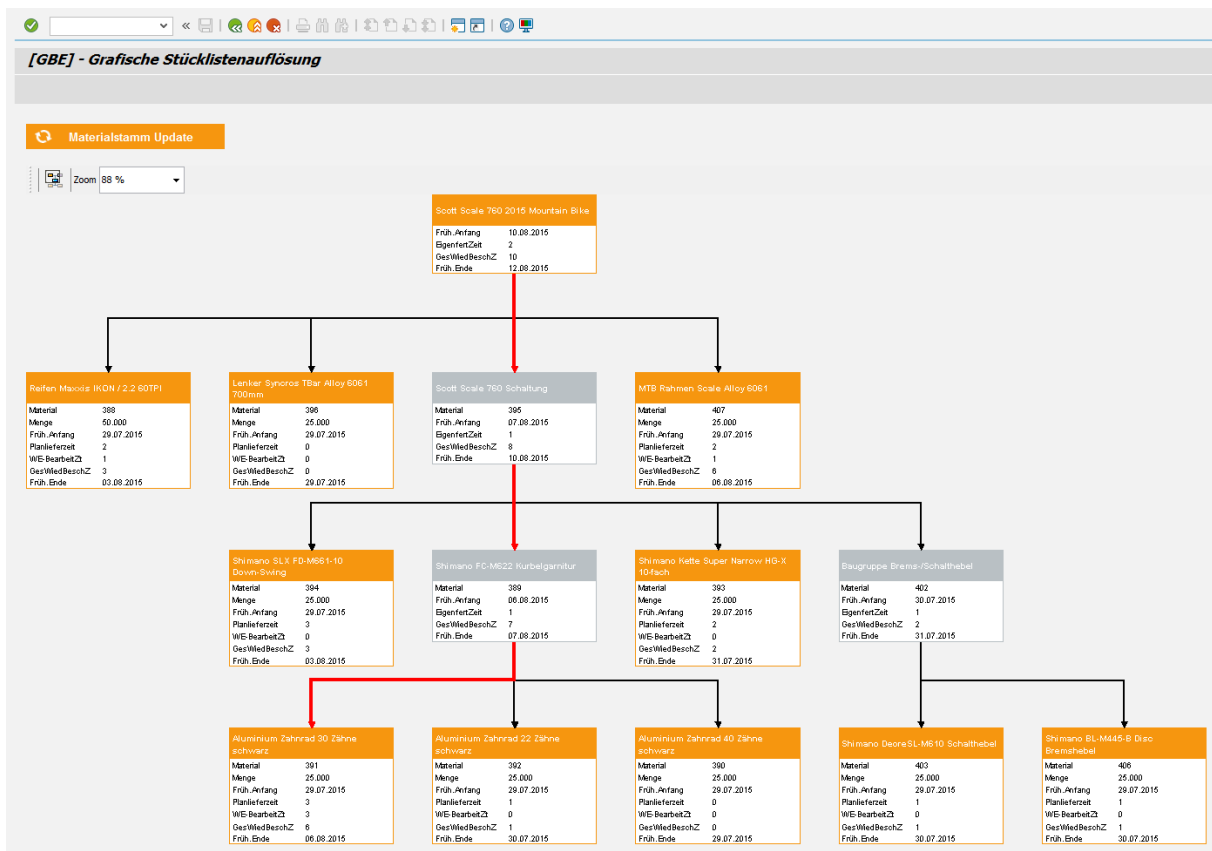 [GBE] - Grafische Stücklistenauflösung
Materialstamm Update
Zoom 88 %
Scott Scale 760 2015 Mountain Bike
Früh.Anfang 10.08.2015
EigenfertZeit 2
GesWiedBeschZ 10
Früh.Ende 12.08.2015
Reifen Maxxis IKON / 2.2 60TPI
Material 388
Menge 50.000
Früh.Anfang 29.07.2015
Planlieferzeit 2
WE-BearbeitZt 1
GesWiedBeschZ 3
Früh.Ende 03.08.2015
Lenker Syncros TBar Alloy 6061
700mm
Material 396
Menge 25.000
Früh.Anfang 29.07.2015
Planlieferzeit 0
WE-BearbeitZt 0
GesWiedBeschZ 0
Früh.Ende 29.07.2015
Scott Scale 760 Schaltung
Material 395
Früh.Anfang 07.08.2015
EigenfertZeit 1
GesWiedBeschZ 8
Früh.Ende 10.08.2015
MTB Rahmen Scale Alloy 6061
Material 407
Menge 25.000
Früh.Anfang 29.07.2015
Planlieferzeit 2
WE-BearbeitZt 1
GesWiedBeschZ 6
Früh.Ende 06.08.2015
Shimano SLX FD-M661-10
Down-Swing
Material 394
Menge 25.000
Früh.Anfang 29.07.2015
Planlieferzeit 3
WE-BearbeitZt 0
GesWiedBeschZ 3
Früh.Ende 03.08.2015
Shimano FC-M622 Kurbelgarnitur
Material 389
Früh.Anfang 06.08.2015
EigenfertZeit 1
GesWiedBeschZ 7
Früh.Ende 07.08.2015
Shimano Kette Super Narrow HG-X
10-fach
Material 393
Menge 25.000
Früh.Anfang 29.07.2015
Planlieferzeit 2
WE-BearbeitZt 0
GesWiedBeschZ 2
Früh.Ende 31.07.2015
Baugruppe Brems-/Schalthebel
Material 402
Früh.Anfang 30.07.2015
EigenfertZeit 1
GesWiedBeschZ 2
Früh.Ende 31.07.2015
Aluminium Zahnrad 30 Zähne
schwarz
Material 391
Menge 25.000
Früh.Anfang 29.07.2015
Planlieferzeit 3
WE-BearbeitZt 3
GesWiedBeschZ 6
Früh.Ende 06.08.2015
Aluminium Zahnrad 22 Zähne
schwarz
Material 392
Menge 25.000
Früh.Anfang 29.07.2015
Planlieferzeit 1
WE-BearbeitZt 0
GesWiedBeschZ 1
Früh.Ende 30.07.2015
Aluminium Zahnrad 40 Zähne
schwarz
Material 390
Menge 25.000
Früh.Anfang 29.07.2015
Planlieferzeit 0
WE-BearbeitZt 0
GesWiedBeschZ 0
Früh.Ende 29.07.2015
Shimano DeoreSL-M610 Schalthebel
Material 403
Menge 25.000
Früh.Anfang 29.07.2015
Planlieferzeit 1
WE-BearbeitZt 0
GesWiedBeschZ 1
Früh.Ende 30.07.2015
Shimano BL-M445-B Disc
Bremshebel
Material 406
Menge 25.000
Früh.Anfang 29.07.2015
Planlieferzeit 1
WE-BearbeitZt 0
GesWiedBeschZ 1
Früh.Ende 30.07.2015